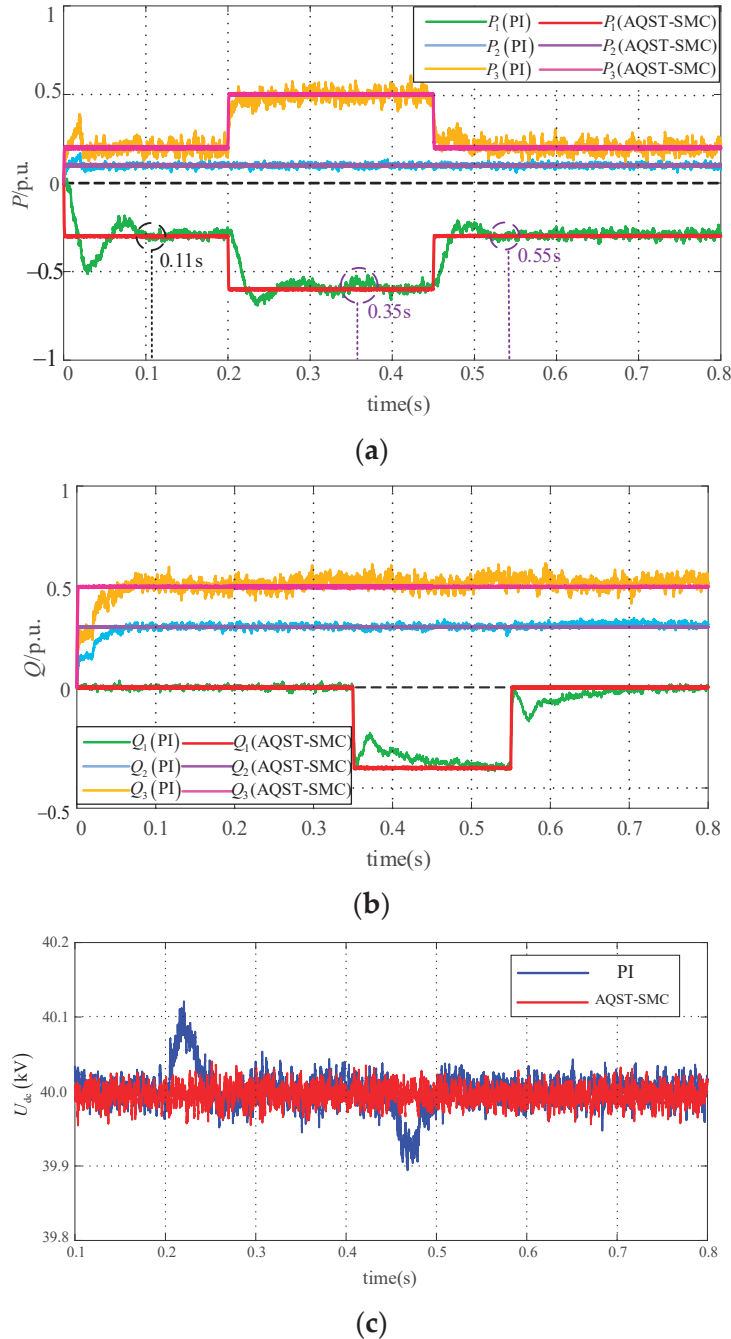 P₁(PI) P₁(AQST-SMC)
P₂(PI) P₂(AQST-SMC)
P₃(PI) P₃(AQST-SMC)
1
0.5
0
−0.5
−1
P/p.u.
0.11s
0.35s
0.55s
0 0.1 0.2 0.3 0.4 0.5 0.6 0.7 0.8
time(s)
(a)
1
0.5
0
−0.5
Q/p.u.
Q₁(PI) Q₁(AQST-SMC)
Q₂(PI) Q₂(AQST-SMC)
Q₃(PI) Q₃(AQST-SMC)
0 0.1 0.2 0.3 0.4 0.5 0.6 0.7 0.8
time(s)
(b)
40.2
40.1
40.0
39.9
39.8
U_dc (kV)
PI
AQST-SMC
0.1 0.2 0.3 0.4 0.5 0.6 0.7 0.8
time(s)
(c)